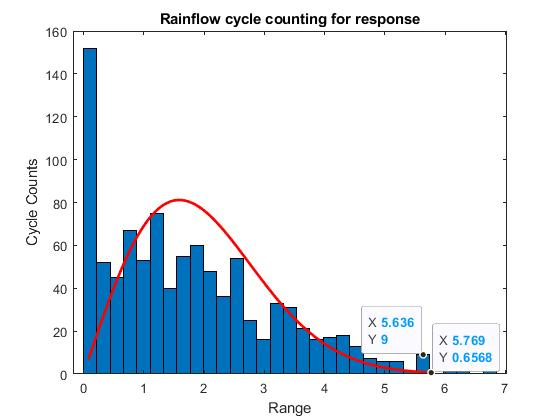 Rainflow cycle counting for response
160
140
120
100
80
60
40
20
0
Cycle Counts
X 5.636
Y 9
X 5.769
Y 0.6568
0 1 2 3 4 5 6 7
Range